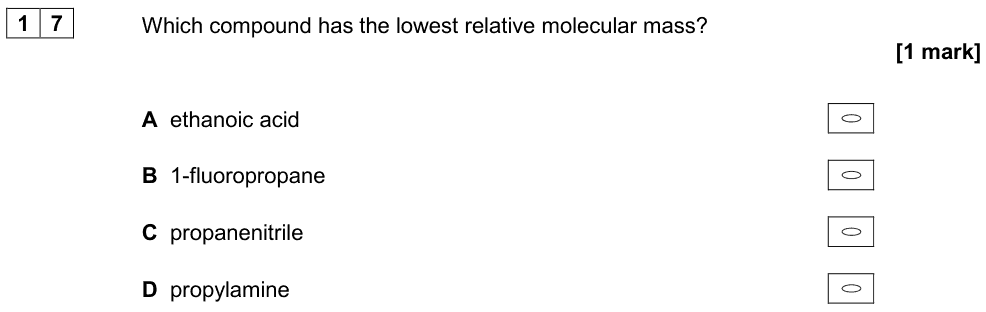 1 7 Which compound has the lowest relative molecular mass?
[1 mark]
A ethanoic acid
B 1-fluoropropane
C propanenitrile
D propylamine